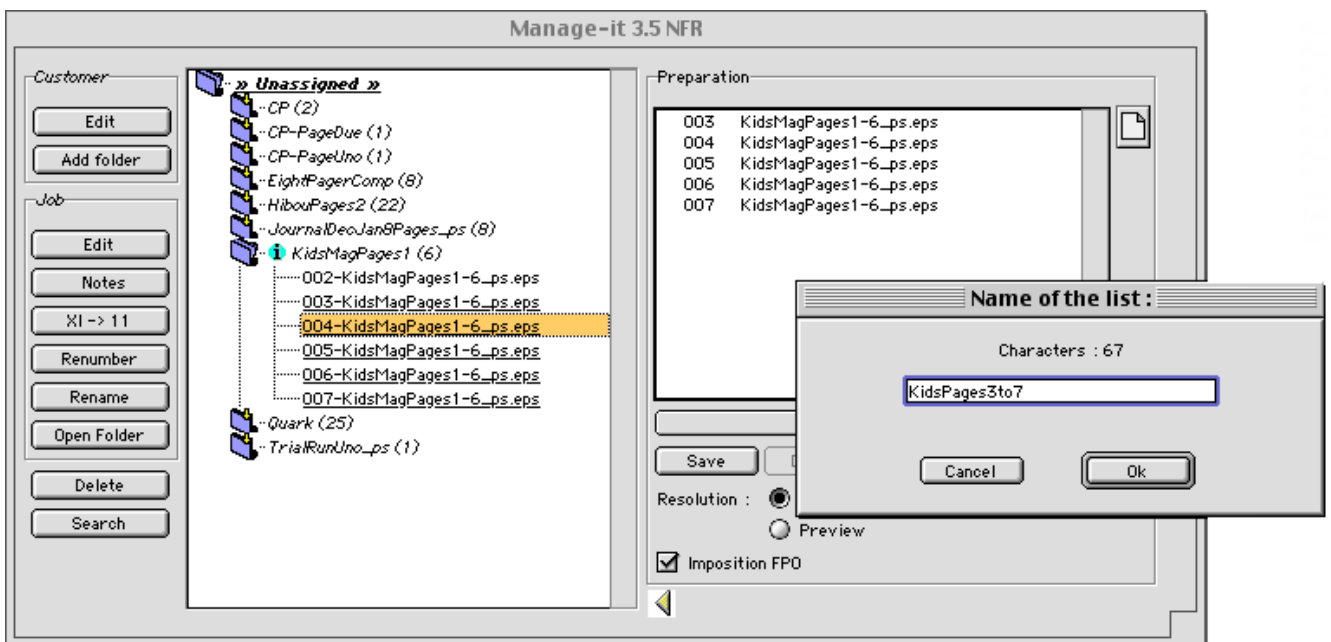 Manage-it 3.5 NFR
Customer
Edit
Add folder
Job
Edit
Notes
XI -> 11
Renumber
Rename
Open Folder
Delete
Search
» Unassigned »
CP (2)
CP-PageDue (1)
CP-PageUno (1)
EightPagerComp (8)
HibouPages2 (22)
JournalDecJan8Pages_ps (8)
i KidsMagPages1 (6)
002-KidsMagPages1-6_ps.eps
003-KidsMagPages1-6_ps.eps
004-KidsMagPages1-6_ps.eps
005-KidsMagPages1-6_ps.eps
006-KidsMagPages1-6_ps.eps
007-KidsMagPages1-6_ps.eps
Quark (25)
TrialRunUno_ps (1)
Preparation
003 KidsMagPages1-6_ps.eps
004 KidsMagPages1-6_ps.eps
005 KidsMagPages1-6_ps.eps
006 KidsMagPages1-6_ps.eps
007 KidsMagPages1-6_ps.eps
Save
Resolution :
Preview
Imposition FPO
Name of the list :
Characters : 67
KidsPages3to7
Cancel
Ok